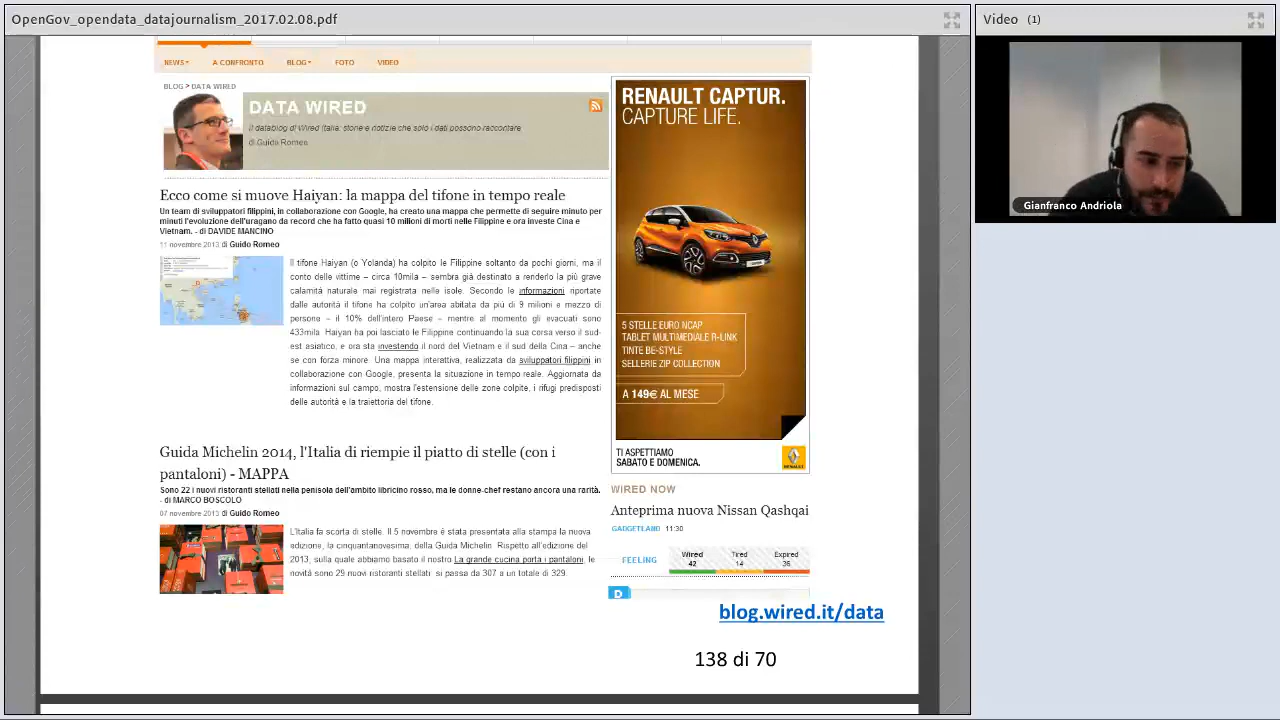 OpenGov_opendata_datajournalism_2017.02.08.pdf
Video (1)
Gianfranco Andriola
NEWS
A CONFRONTO
BLOG
FOTO
VIDEO
BLOG > DATA WIRED
DATA WIRED
Il datablog di Wired Italia: storie e notizie che solo i dati possono raccontare
di Guido Romeo
Ecco come si muove Haiyan: la mappa del tifone in tempo reale
Un team di sviluppatori filippini, in collaborazione con Google, ha creato una mappa che permette di seguire minuto per
minuti l'evoluzione dell'uragano da record che ha fatto quasi 10 milioni di morti nelle Filippine e ora investe Cina e
Vietnam. - di DAVIDE MANCINO
11 novembre 2013 di Guido Romeo
Il tifone Haiyan (o Yolanda) ha colpito le Filippine soltanto da pochi giorni, ma il
conto delle vittime – circa 10mila – sembra già destinato a renderlo la più grave
calamità naturale mai registrata nelle isole. Secondo le informazioni riportate
dalle autorità il tifone ha colpito un'area abitata da più di 9 milioni e mezzo di
persone – il 10% dell'intero Paese – mentre al momento gli evacuati sono
433mila. Haiyan ha poi lasciato le Filippine continuando la sua corsa verso il sud-
est asiatico, e ora sta investendo il nord del Vietnam e il sud della Cina – anche
se con forza minore. Una mappa interattiva, realizzata da sviluppatori filippini in
collaborazione con Google, presenta la situazione in tempo reale. Aggiornata da
informazioni sul campo, mostra l'estensione delle zone colpite, i rifugi predisposti
delle autorità e la traiettoria del tifone.
Guida Michelin 2014, l'Italia di riempie il piatto di stelle (con i
pantaloni) - MAPPA
Sono 22 i nuovi ristoranti stellati nella penisola dell'ambito libricino rosso, ma le donne-chef restano ancora una rarità.
- di MARCO BOSCOLO
07 novembre 2013 di Guido Romeo
L'Italia fa scorta di stelle. Il 5 novembre è stata presentata alla stampa la nuova
edizione, la cinquantanovesima, della Guida Michelin. Rispetto all'edizione del
2013, sulla quale abbiamo basato il nostro La grande cucina porta i pantaloni, le
novità sono 29 nuovi ristoranti stellati: si passa da 307 a un totale di 329.
RENAULT CAPTUR.
CAPTURE LIFE.
5 STELLE EURO NCAP
TABLET MULTIMEDIALE R-LINK
TINTE BE-STYLE
SELLERIE ZIP COLLECTION
A 149€ AL MESE
TI ASPETTIAMO
SABATO E DOMENICA.
RENAULT
WIRED NOW
Anteprima nuova Nissan Qashqai
GADGETLAND 11:30
FEELING
Wired
42
Tired
14
Expired
36
D
blog.wired.it/data
138 di 70